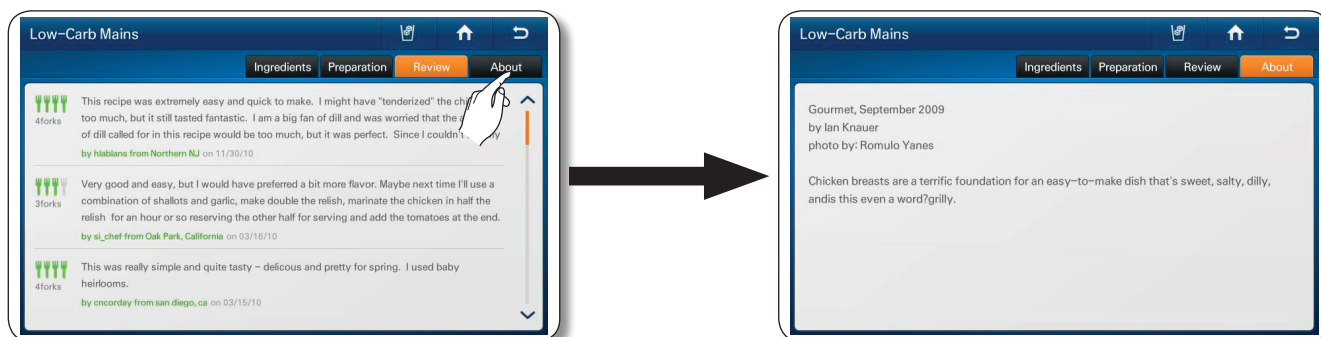 Low-Carb Mains
Ingredients Preparation Review About
4forks
This recipe was extremely easy and quick to make. I might have "tenderized" the
too much, but it still tasted fantastic. I am a big fan of dill and was worried that the
of dill called for in this recipe would be too much, but it was perfect. Since I couldn't
by hlablans from Northern NJ on 11/30/10
3forks
Very good and easy, but I would have preferred a bit more flavor. Maybe next time I'll use a
combination of shallots and garlic, make double the relish, marinate the chicken in half the
relish for an hour or so reserving the other half for serving and add the tomatoes at the end.
by si_chef from Oak Park, California on 03/16/10
4forks
This was really simple and quite tasty - delicous and pretty for spring. I used baby
heirlooms.
by cncorday from san diego, ca on 03/15/10
Low-Carb Mains
Ingredients Preparation Review About
Gourmet, September 2009
by Ian Knauer
photo by: Romulo Yanes
Chicken breasts are a terrific foundation for an easy-to-make dish that's sweet, salty, dilly,
andis this even a word?grilly.